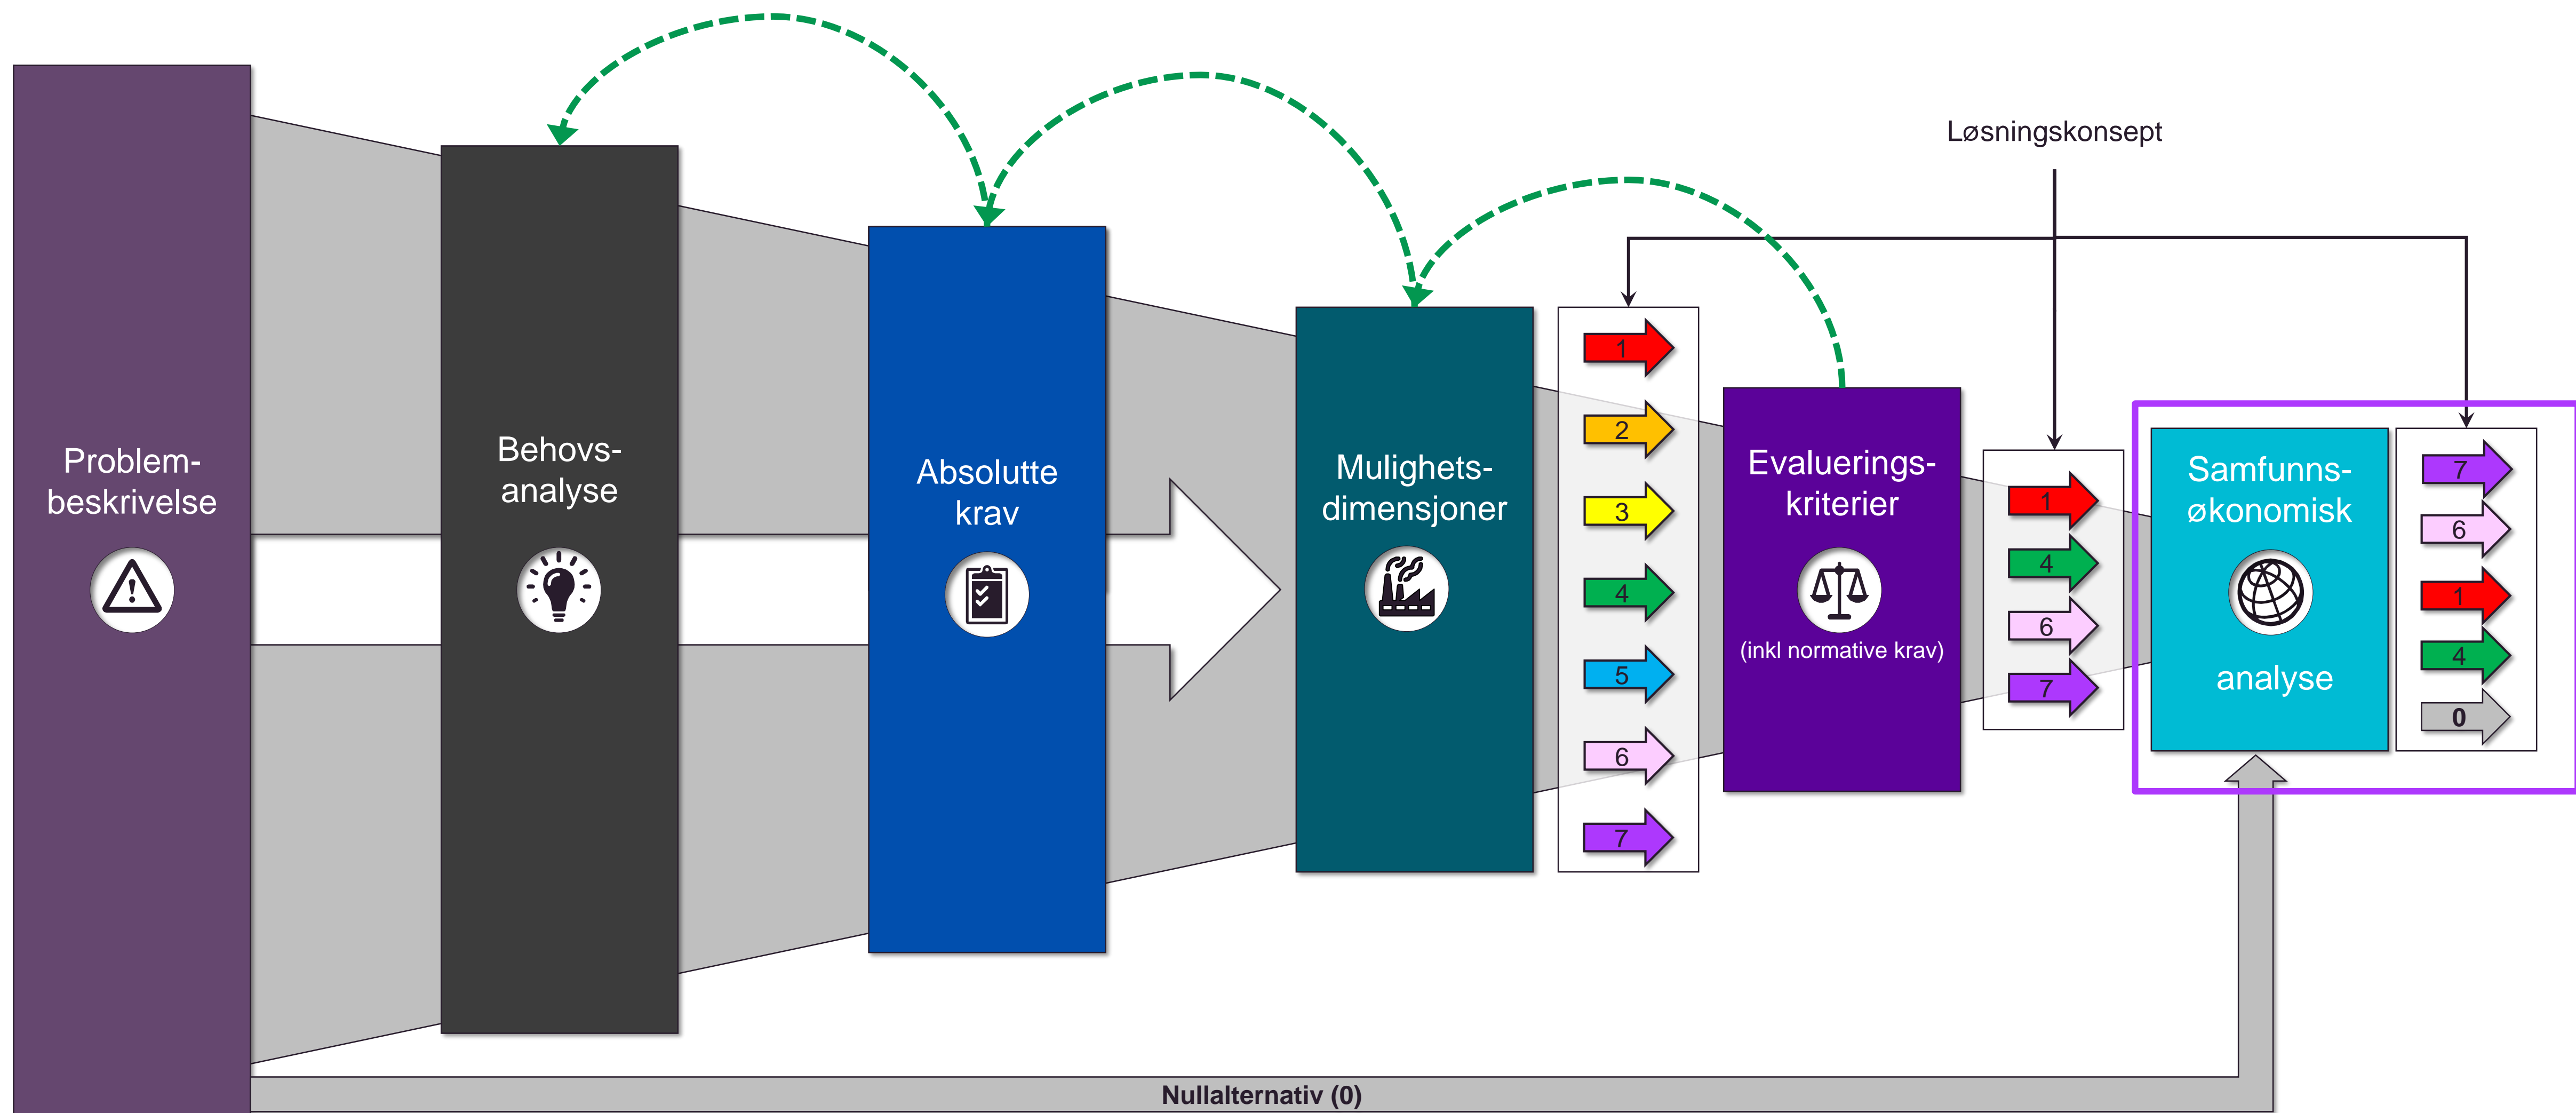 Løsningskonsept
Problem-
beskrivelse
Behovs-
analyse
Absolutte
krav
Mulighets-
dimensjoner
1
2
3
4
5
6
7
Evaluerings-
kriterier
(inkl normative krav)
1
4
6
7
Samfunns-
økonomisk
analyse
7
6
1
4
0
Nullalternativ (0)